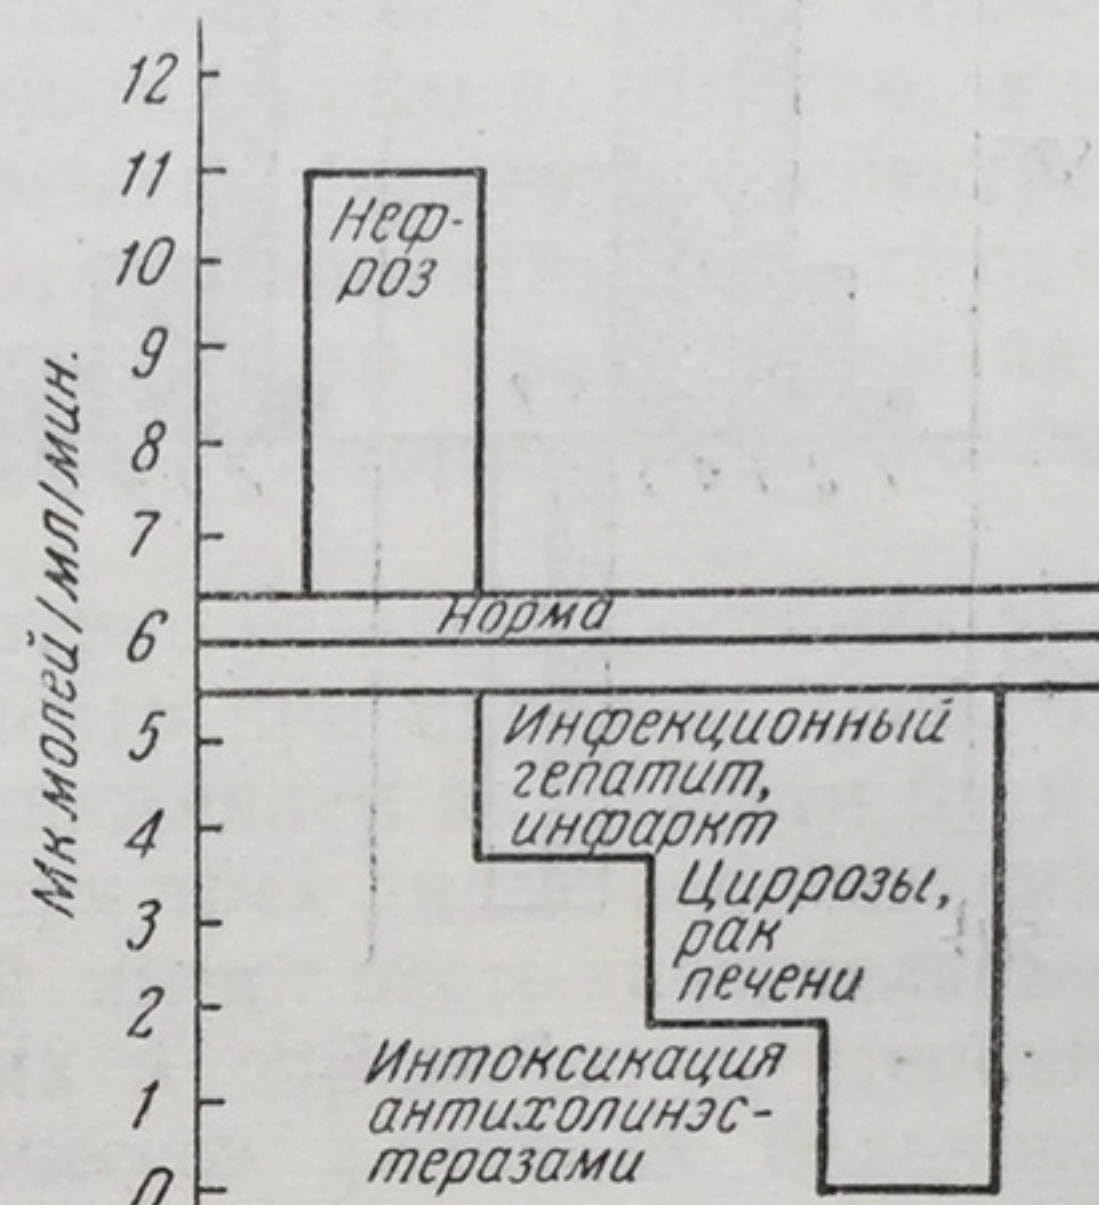 Мк молей/мл/мин.
12
11
10
9
8
7
6
5
4
3
2
1
0
Неф-
роз
Норма
Инфекционный
гепатит,
инфаркт
Циррозы,
рак
печени
Интоксикация
антихолинэс-
теразами